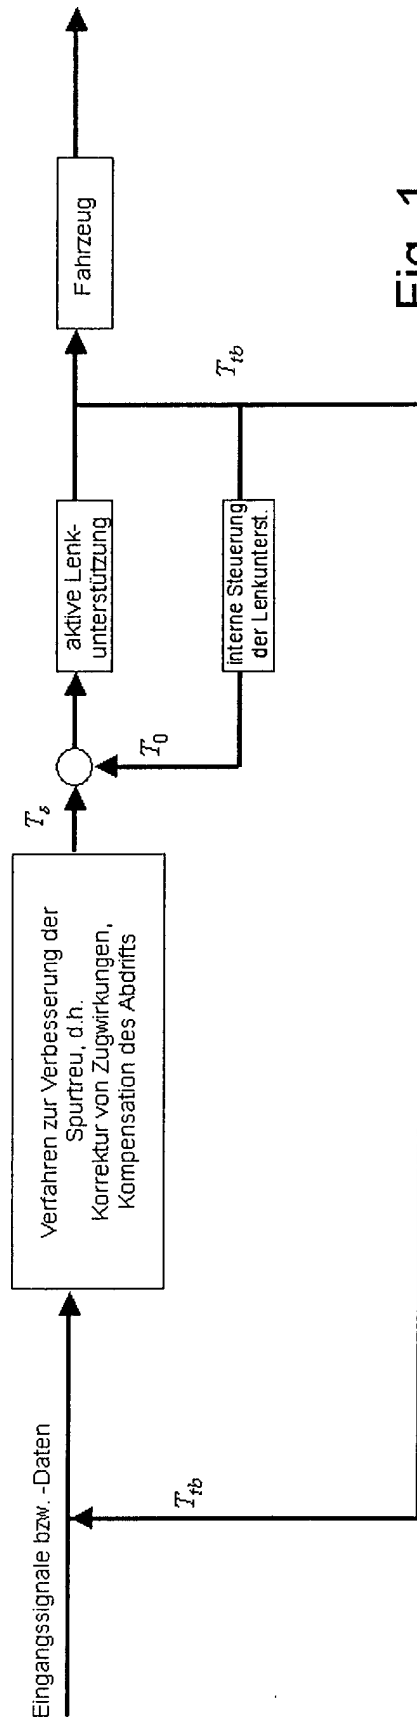 Eingangssignale bzw. -Daten
T_tb
Verfahren zur Verbesserung der
Spurtreu, d.h.
Korrektur von Zugwirkungen,
Kompensation des Abdrifts
T_s
T_0
aktive Lenk-
unterstützung
interne Steuerung
der Lenkunterst.
T_tb
Fahrzeug
Fig. 1